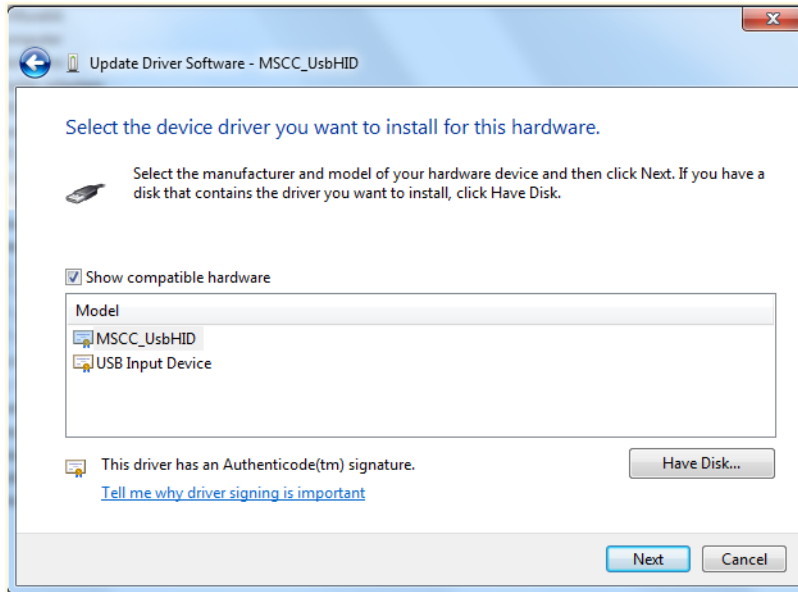 Update Driver Software - MSCC_UsbHID
Select the device driver you want to install for this hardware.
Select the manufacturer and model of your hardware device and then click Next. If you have a
disk that contains the driver you want to install, click Have Disk.
Show compatible hardware
Model
MSCC_UsbHID
USB Input Device
This driver has an Authenticode(tm) signature.
Have Disk...
Tell me why driver signing is important
Next
Cancel